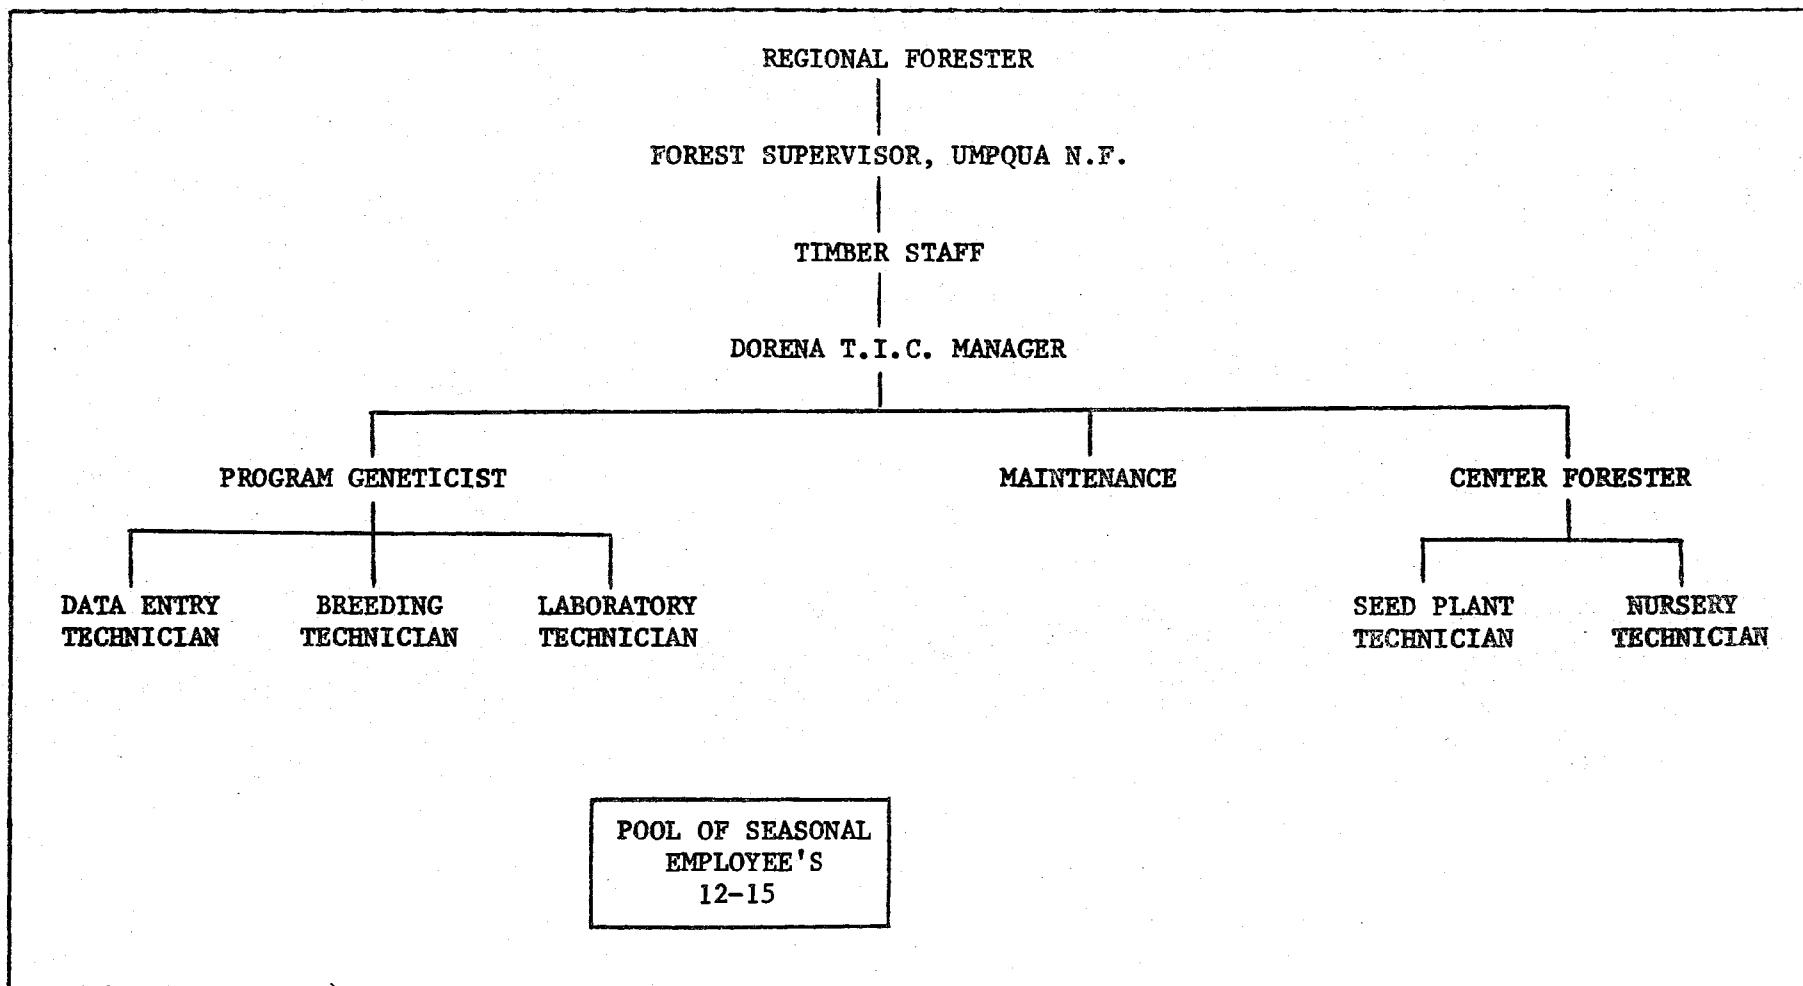 REGIONAL FORESTER
FOREST SUPERVISOR, UMPQUA N.F.
TIMBER STAFF
DORENA T.I.C. MANAGER
PROGRAM GENETICIST
MAINTENANCE
CENTER FORESTER
DATA ENTRY
TECHNICIAN
BREEDING
TECHNICIAN
LABORATORY
TECHNICIAN
SEED PLANT
TECHNICIAN
NURSERY
TECHNICIAN
POOL OF SEASONAL
EMPLOYEE'S
12-15